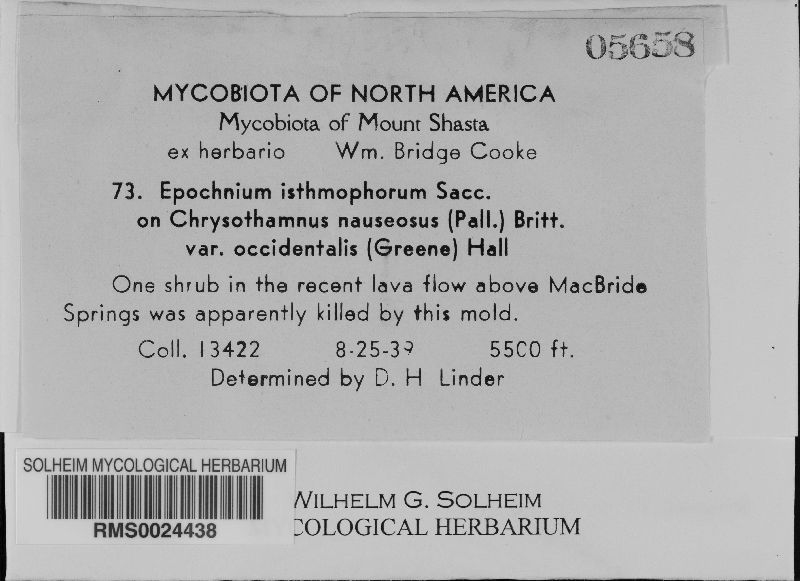 05658
MYCOBIOTA OF NORTH AMERICA
Mycobiota of Mount Shasta
ex herbario Wm. Bridge Cooke
73. Epochnium isthmophorum Sacc.
on Chrysothamnus nauseosus (Pall.) Britt.
var. occidentalis (Greene) Hall
One shrub in the recent lava flow above MacBride
Springs was apparently killed by this mold.
Coll. 13422 8-25-39 5500 ft.
Determined by D. H Linder
SOLHEIM MYCOLOGICAL HERBARIUM
RMS0024438
WILHELM G. SOLHEIM
COLOGICAL HERBARIUM